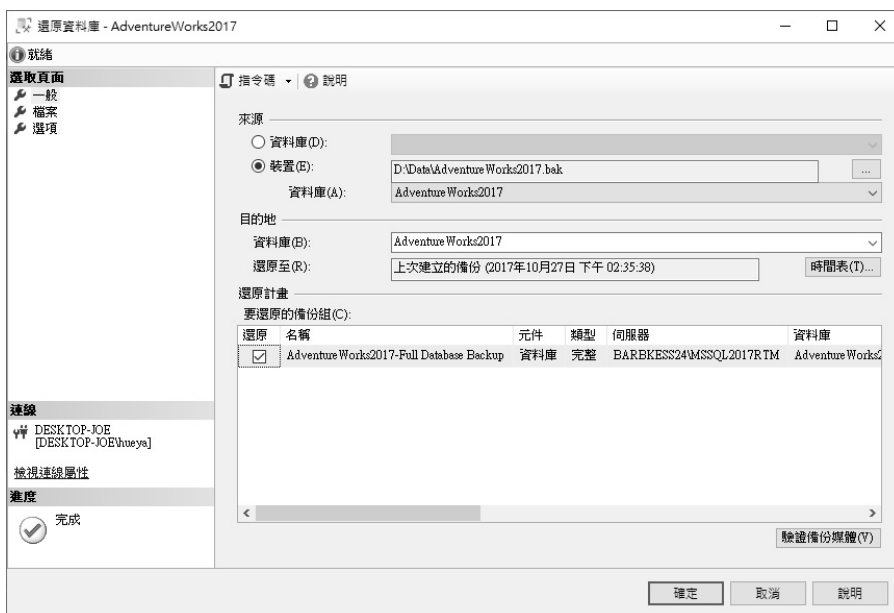 還原資料庫 - AdventureWorks2017
就緒
選取頁面
一般
檔案
選項
指令碼 說明
來源
資料庫(D):
裝置(E): D:\Data\AdventureWorks2017.bak ...
資料庫(A): AdventureWorks2017
目的地
資料庫(B): AdventureWorks2017
還原至(R): 上次建立的備份 (2017年10月27日 下午 02:35:38) 時間表(T)...
還原計畫
要還原的備份組(C):
還原 名稱 元件 類型 伺服器 資料庫
AdventureWorks2017-Full Database Backup 資料庫 完整 BARBKESS24\MSSQL2017RTM AdventureWorks2
連線
DESKTOP-JOE
[DESKTOP-JOE\hueya]
檢視連線屬性
進度
完成
驗證備份媒體(V)
確定 取消 說明